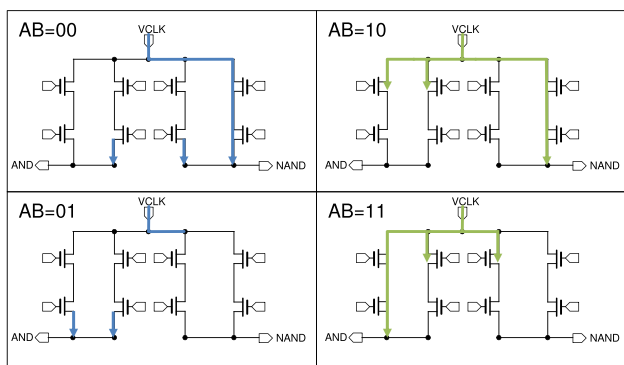 AB=00
VCLK
AND
NAND
AB=10
VCLK
AND
NAND
AB=01
VCLK
AND
NAND
AB=11
VCLK
AND
NAND